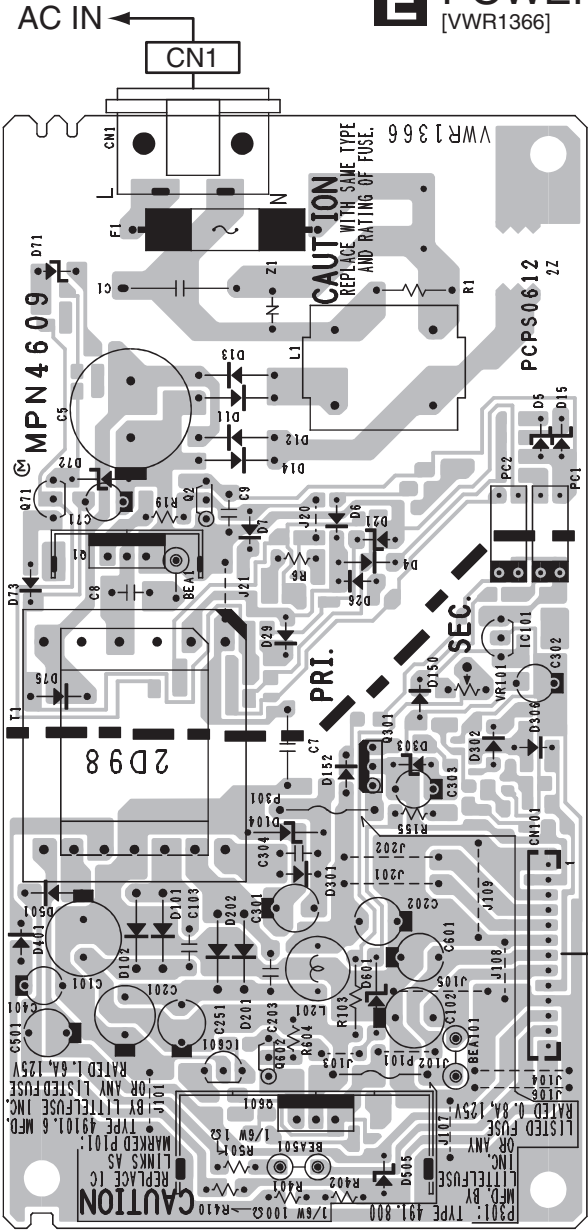 AC IN
E
POWER
[VWR1366]
CN1
CN1
L
N
VWR1366
F1
CAUTION
REPLACE WITH SAME TYPE
AND RATING OF FUSE.
D71
C1
Z1
R1
PCPS0612
2Z
M MPN4609
L1
D13
C5
D11
D12
D14
D5
D15
D72
Q71
C71
R19
Q2
C9
D7
J20
D6
D21
PC2
PC1
Q1
BEA1
C8
J21
R6
D4
D26
D73
D29
SEC.
IC101
C302
PRI.
D150
VR101
T1
D75
2D98
C7
D152
Q301
D303
C303
D302
D306
P301
R155
CN101
D104
C304
D301
J202
J201
J109
D501
D401
D102
D101
C103
D202
C301
C202
C601
J108
C101
C201
L201
D601
J105
C401
C501
C251
D201
C203
R604
R103
C102
BEA101
IC601
Q602
J103
J102
P101
J104
J106
J101
Q601
J107
TYPE 49101.6 MFD.
BY LITTELFUSE INC.
OR ANY LISTED FUSE
RATED 1.6A, 125V
CAUTION
REPLACE IC
LINKS AS
MARKED P101:
R501
1/6W 1Ω
BEA501
R401
R402
R410
1/6W 100Ω
D505
P301: TYPE 491.800
MFD. BY
LITTELFUSE
INC.
OR ANY
LISTED FUSE
RATED 0.8A, 125V
1